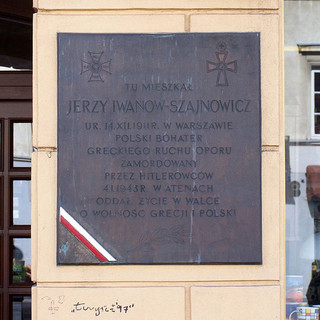 TU MIESZKAŁ
JERZY IWANOW-SZAJNOWICZ
UR. 14.XII.1911R. W WARSZAWIE
POLSKI BOHATER
GRECKIEGO RUCHU OPORU
ZAMORDOWANY
PRZEZ HITLEROWCÓW
4.I.1943R. W ATENACH
ODDAŁ ŻYCIE W WALCE
O WOLNOŚĆ GRECJI I POLSKI
97